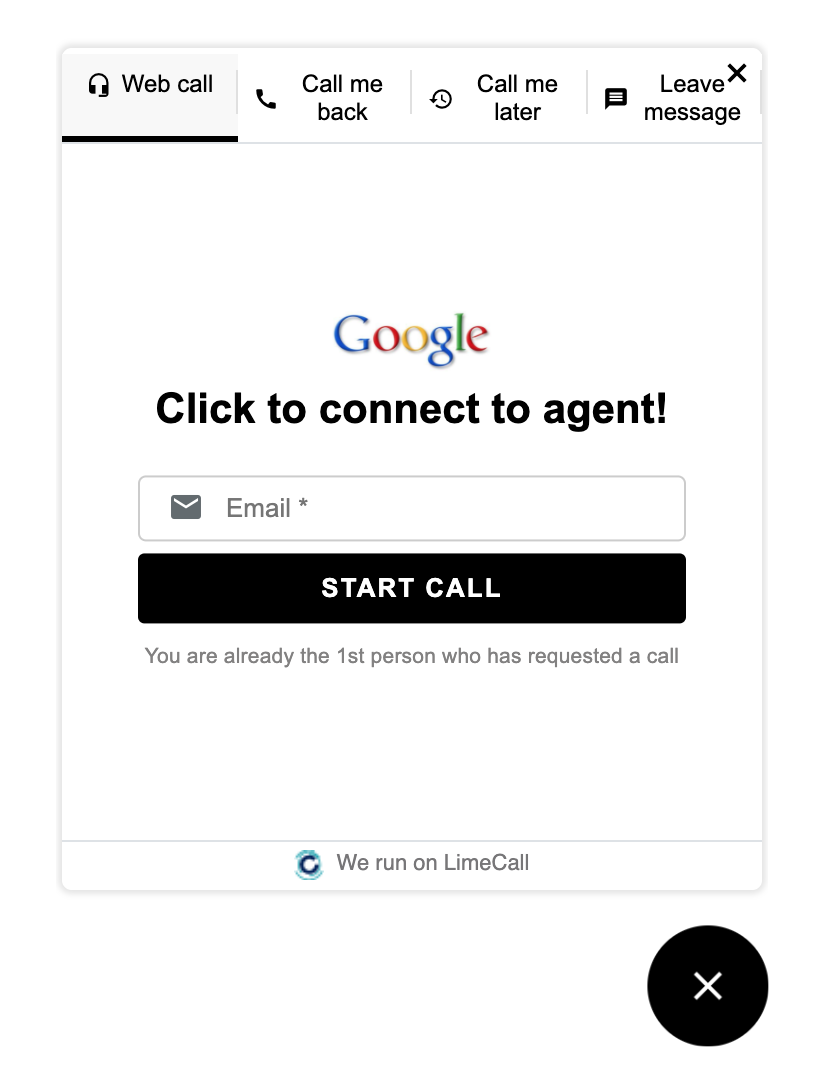 Web call
Call me
back
Call me
later
Leave
message
Google
Click to connect to agent!
Email *
START CALL
You are already the 1st person who has requested a call
We run on LimeCall